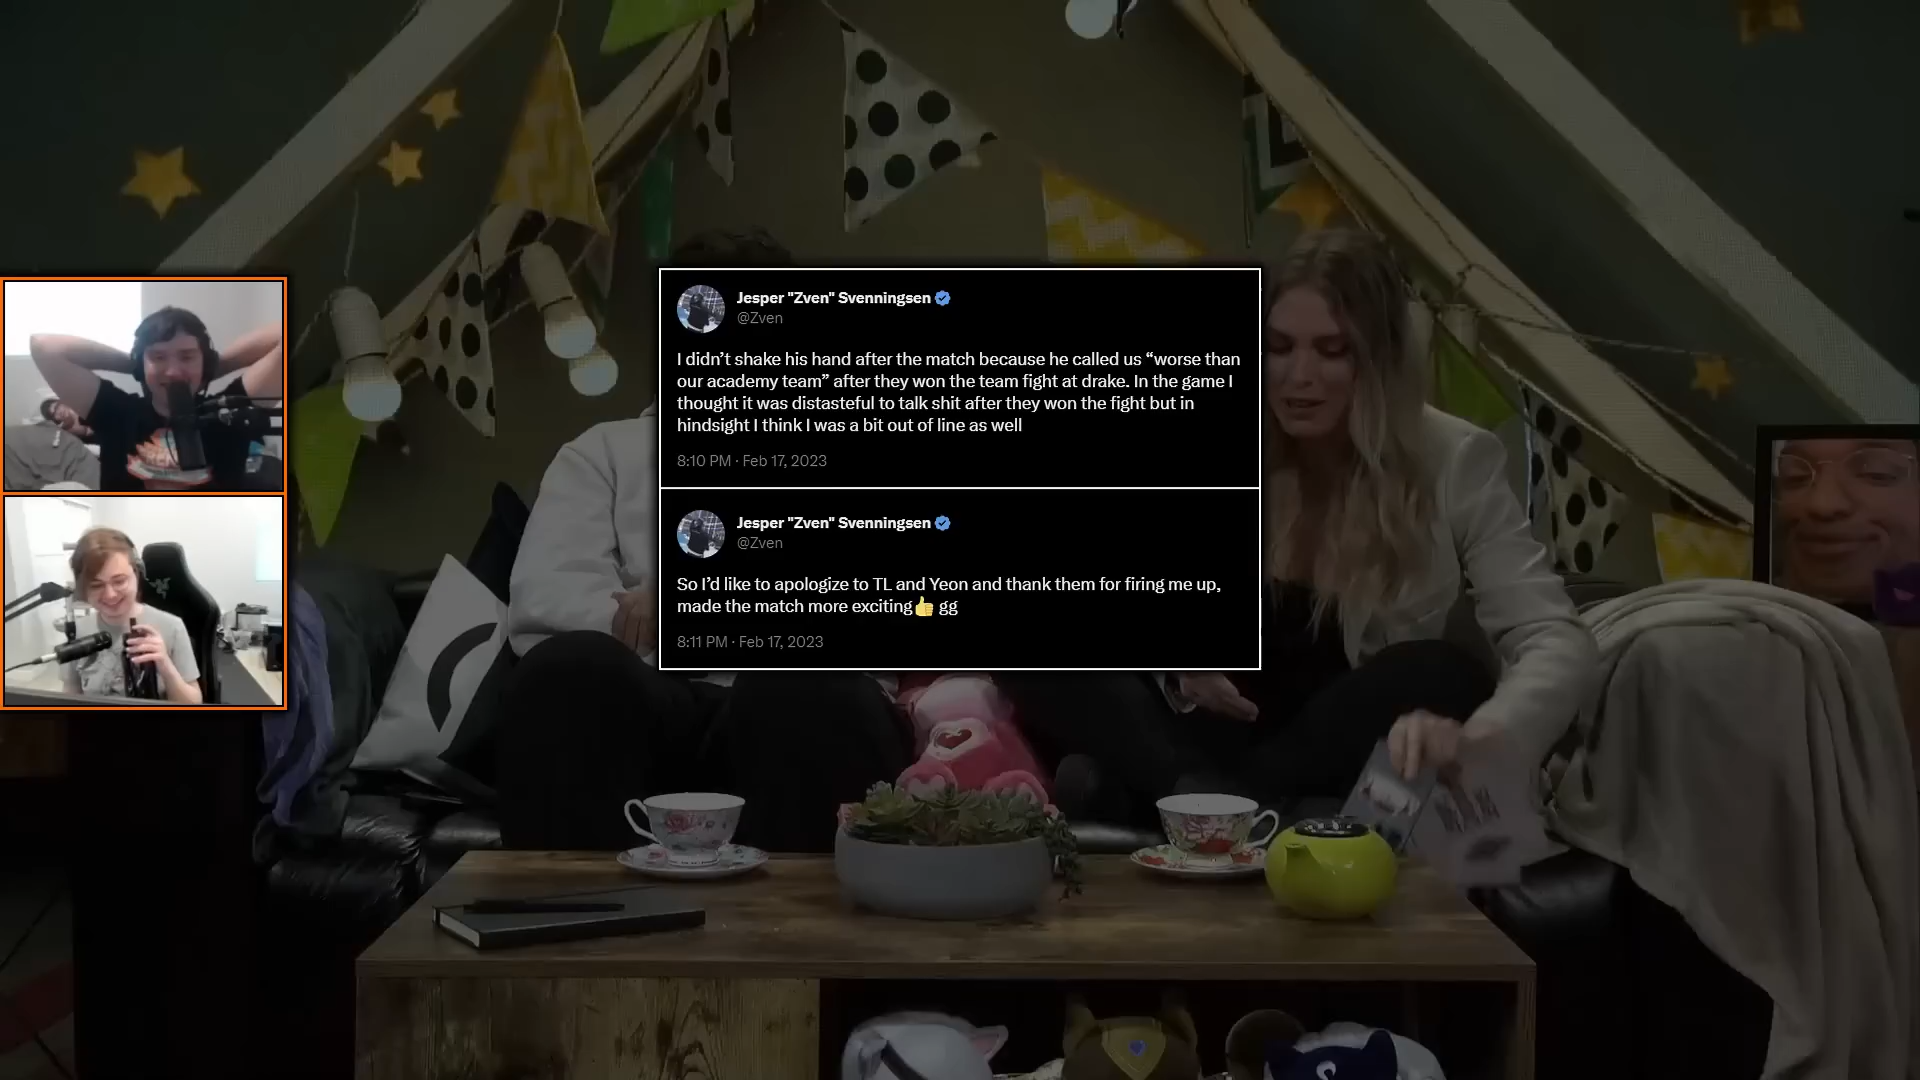 Jesper "Zven" Svenningsen
@Zven
I didn’t shake his hand after the match because he called us “worse than
our academy team” after they won the team fight at drake. In the game I
thought it was distasteful to talk shit after they won the fight but in
hindsight I think I was a bit out of line as well
8:10 PM · Feb 17, 2023
Jesper "Zven" Svenningsen
@Zven
So I’d like to apologize to TL and Yeon and thank them for firing me up,
made the match more exciting👍 gg
8:11 PM · Feb 17, 2023